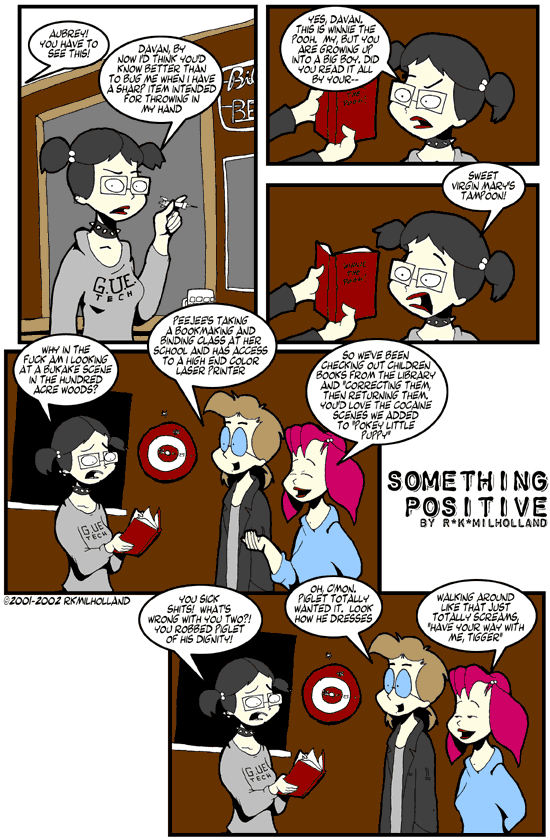 AUBREY!
YOU HAVE TO
SEE THIS!
DAVAN, BY
NOW I'D THINK YOU'D
KNOW BETTER THAN
TO BUG ME WHEN I HAVE
A SHARP ITEM INTENDED
FOR THROWING IN
MY HAND
G.UE.
TECH
YES, DAVAN.
THIS IS WINNIE THE
POOH. MY, BUT YOU
ARE GROWING UP
INTO A BIG BOY. DID
YOU READ IT ALL
BY YOUR--
SWEET
VIRGIN MARY'S
TAMPOON!
WHY IN THE
FUCK AM I LOOKING
AT A BUKAKE SCENE
IN THE HUNDRED
ACRE WOODS?
PEEJEE'S TAKING
A BOOKMAKING AND
BINDING CLASS AT HER
SCHOOL AND HAS ACCESS
TO A HIGH END COLOR
LASER PRINTER
SO WE'VE BEEN
CHECKING OUT CHILDREN
BOOKS FROM THE LIBRARY
AND "CORRECTING THEM,
THEN RETURNING THEM.
YOU'D LOVE THE COCAINE
SCENES WE ADDED
TO "POKEY LITTLE
PUPPY"
G.UE.
TECH
SOMETHING
POSITIVE
BY R*K*MILHOLLAND
©2001-2002 RKMILHOLLAND
YOU SICK
SHITS! WHAT'S
WRONG WITH YOU TWO?!
YOU ROBBED PIGLET
OF HIS DIGNITY!
OH, C'MON.
PIGLET TOTALLY
WANTED IT. LOOK
HOW HE DRESSES
WALKING AROUND
LIKE THAT JUST
TOTALLY SCREAMS,
"HAVE YOUR WAY WITH
ME, TIGGER"
G.UE.
TECH